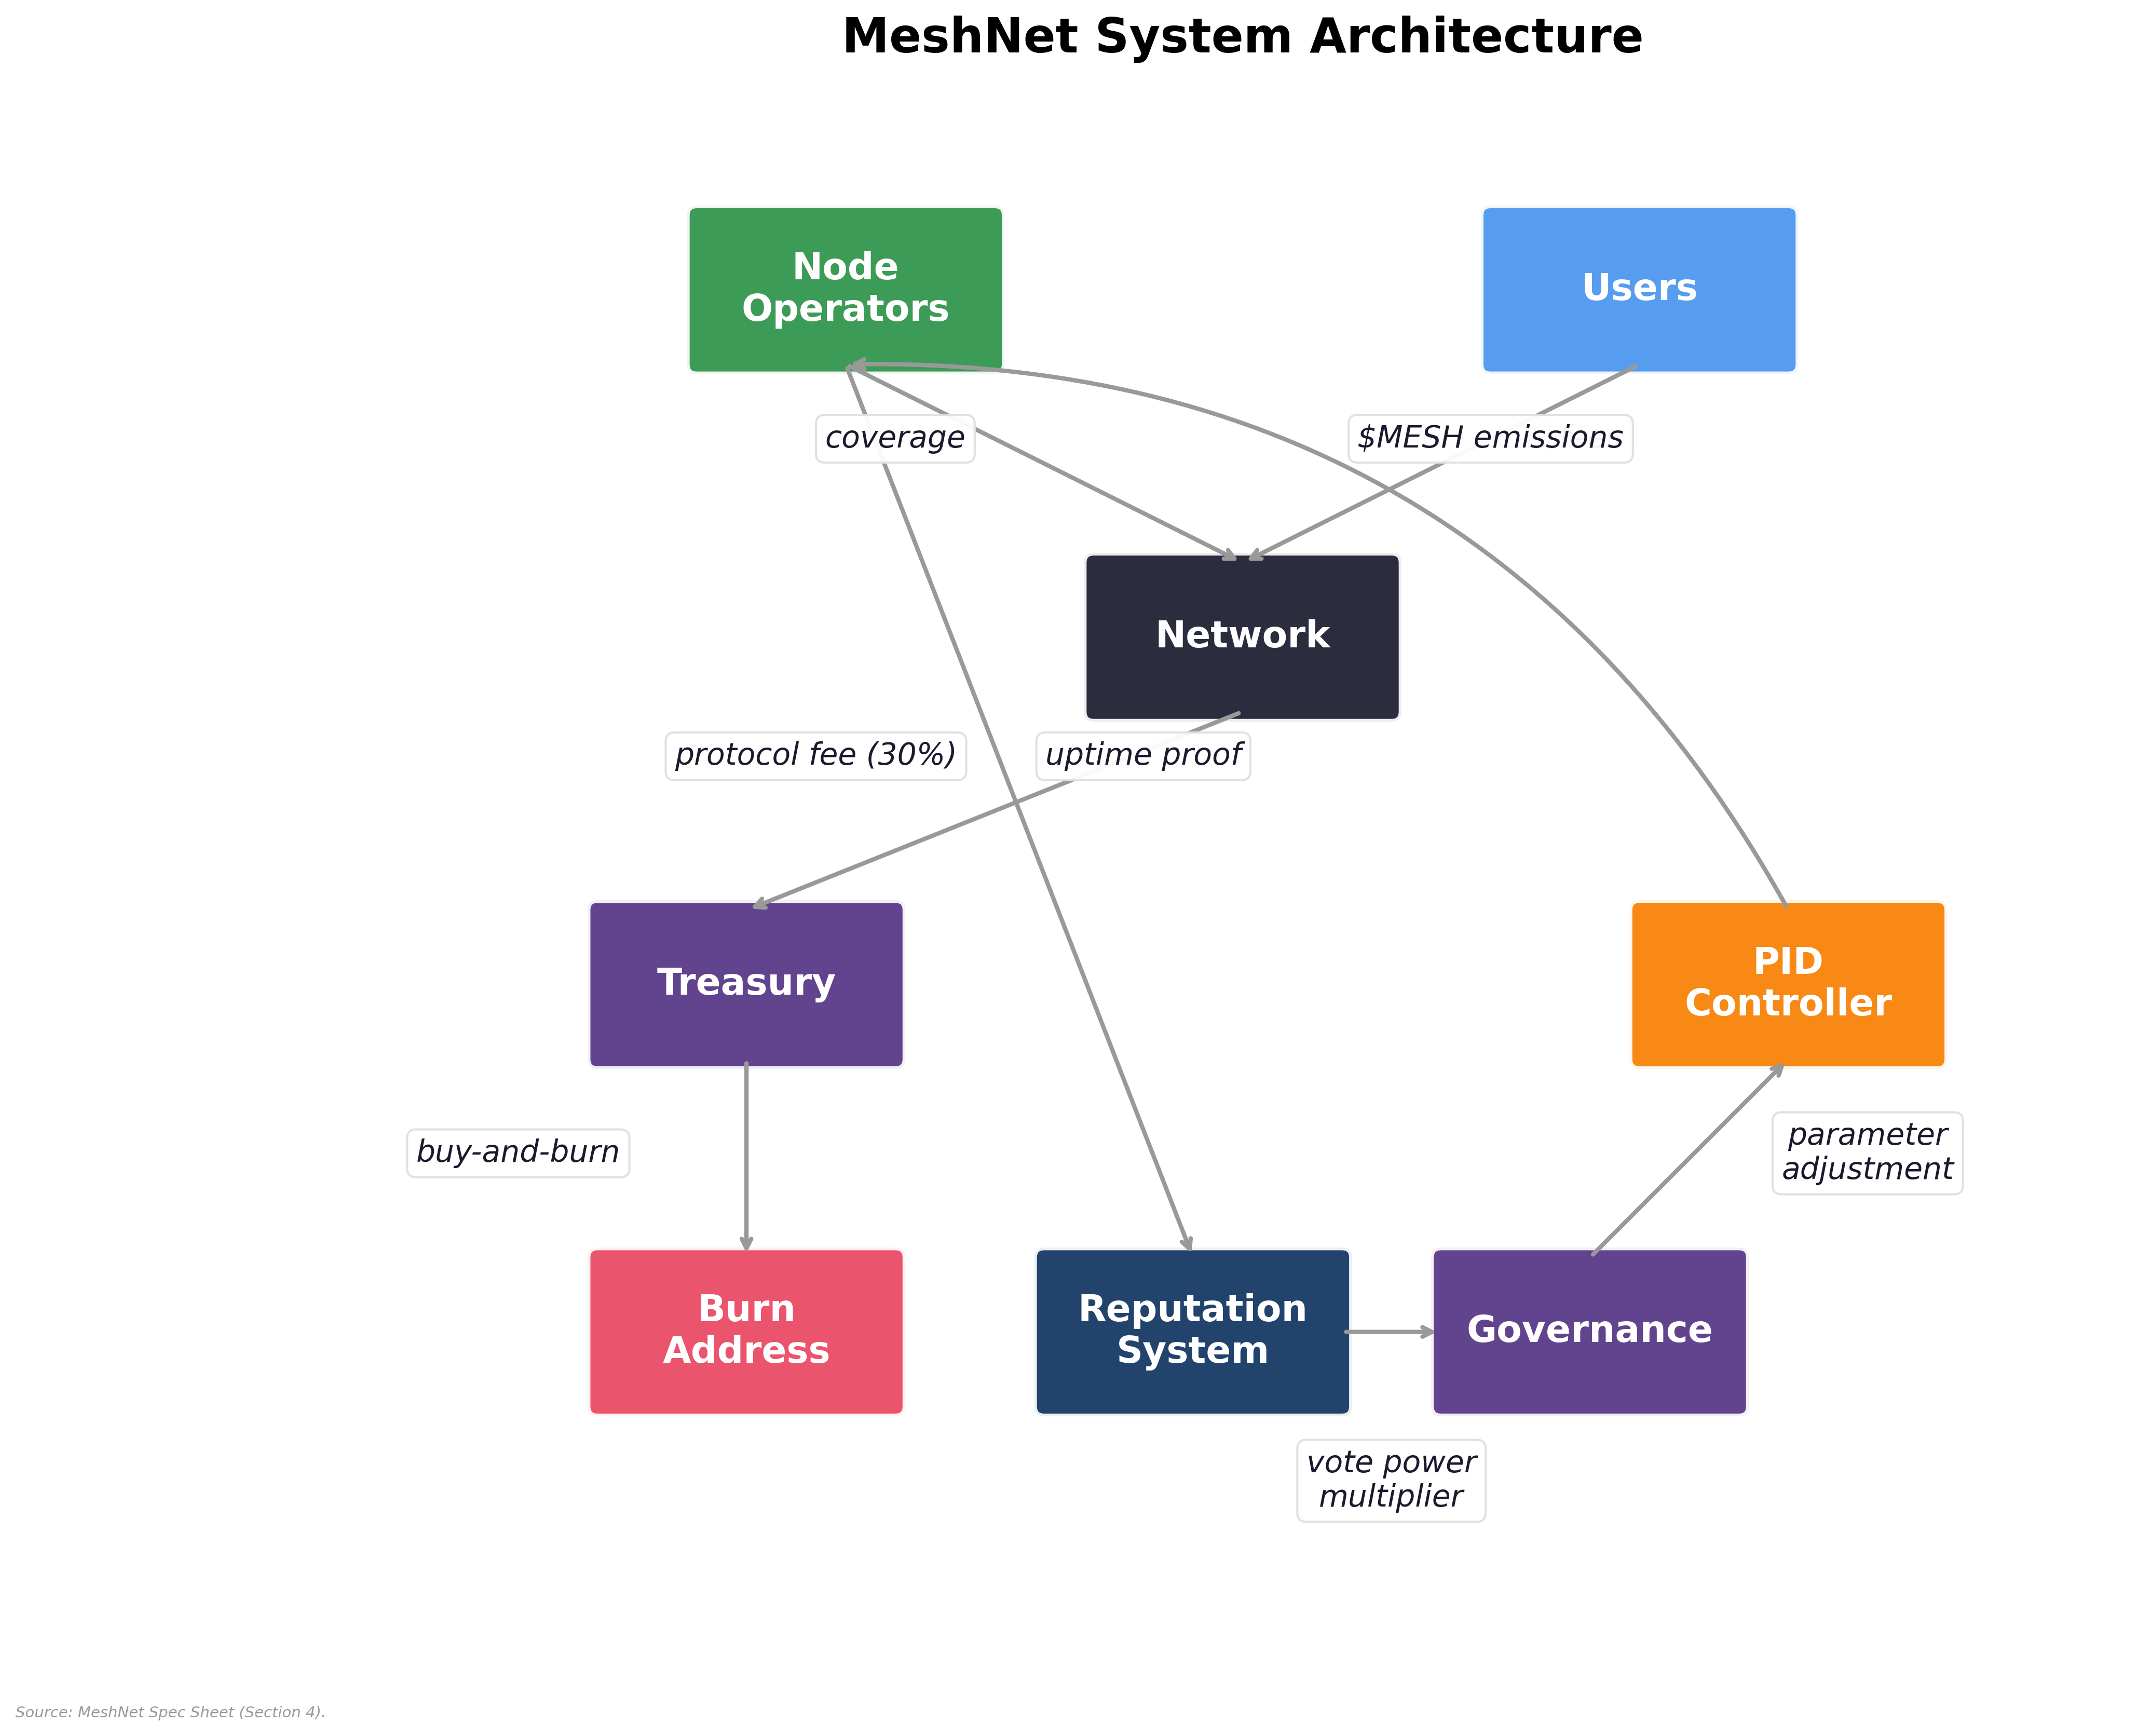 MeshNet System Architecture
Node
Operators
Users
coverage
$MESH emissions
Network
protocol fee (30%)
uptime proof
Treasury
PID
Controller
buy-and-burn
parameter
adjustment
Burn
Address
Reputation
System
Governance
vote power
multiplier
Source: MeshNet Spec Sheet (Section 4).